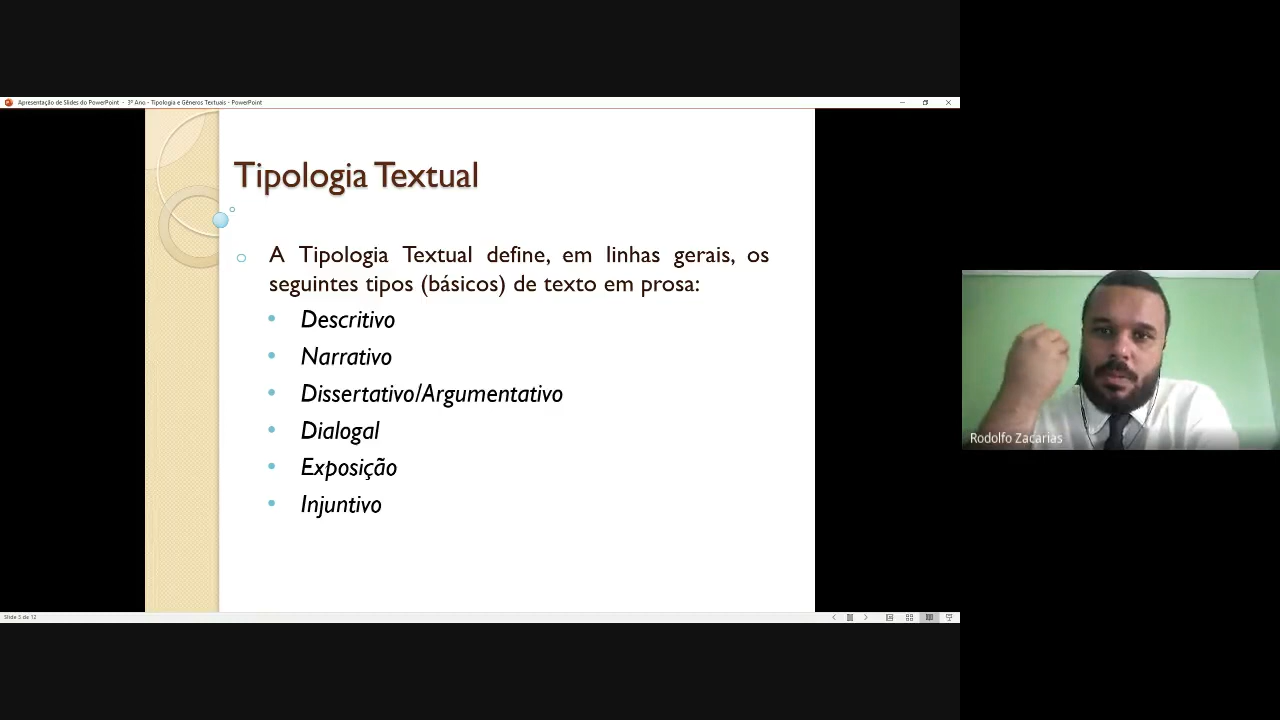 Apresentação de Slides do PowerPoint - 3º Ano - Tipologia e Gêneros Textuais - PowerPoint
Tipologia Textual
A Tipologia Textual define, em linhas gerais, os
seguintes tipos (básicos) de texto em prosa:
Descritivo
Narrativo
Dissertativo/Argumentativo
Dialogal
Exposição
Injuntivo
Rodolfo Zacarias
Slide 3 de 12